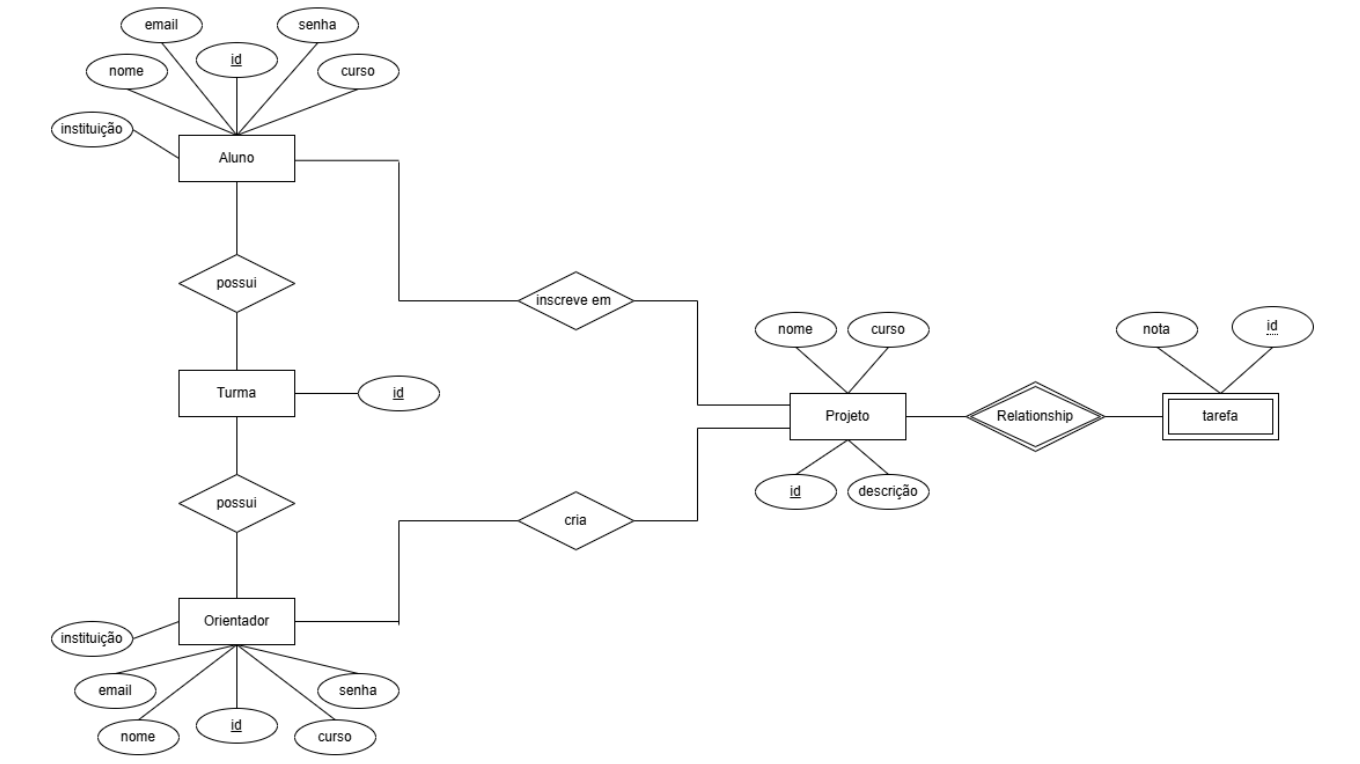 email
senha
id
nome
curso
instituição
Aluno
possui
inscreve em
nome
curso
nota
id
Turma
id
Projeto
Relationship
tarefa
id
descrição
possui
cria
Orientador
instituição
email
senha
id
nome
curso